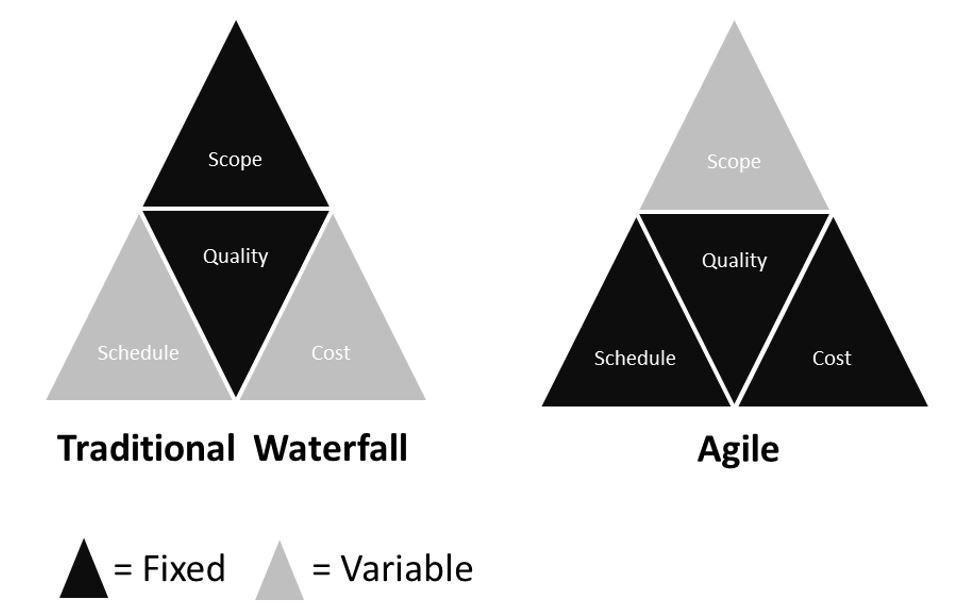 Scope
Quality
Schedule
Cost
Traditional Waterfall
Scope
Quality
Schedule
Cost
Agile
= Fixed
= Variable